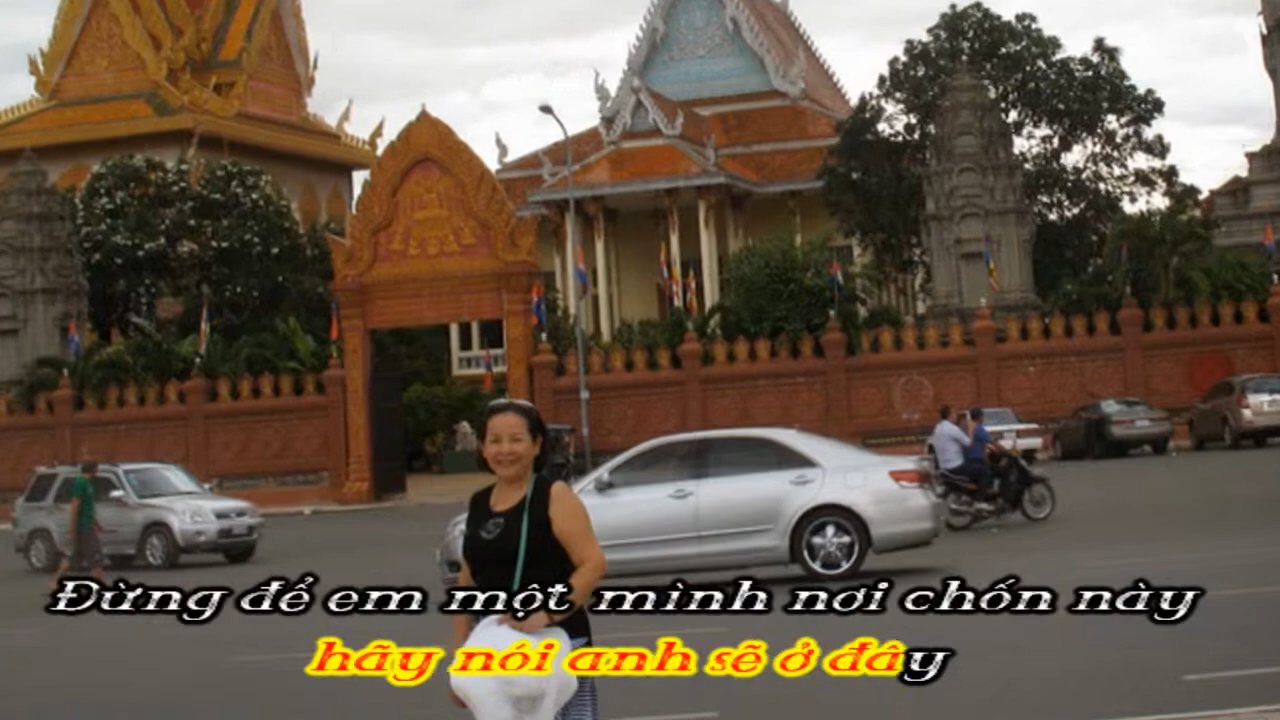 Đừng để em một mình nơi chốn này
hãy nói anh sẽ ở đây